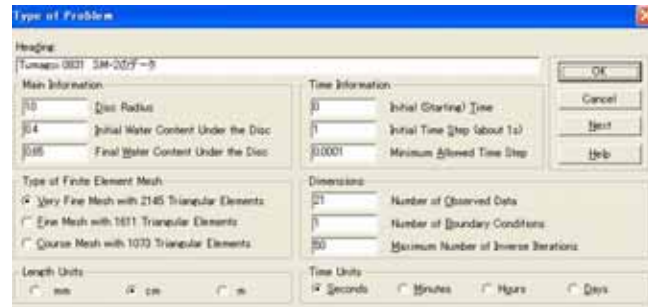 Type of Problem
Heading:
Tumagoi 0831 SM-2のデータ
Main Information
10
Disc Radius
0.4
Initial Water Content Under the Disc
0.65
Final Water Content Under the Disc
Time Information
0
Initial (Starting) Time
1
Initial Time Step (about 1s)
0.0001
Minimum Allowed Time Step
OK
Cancel
Next
Help
Type of Finite Element Mesh
Very Fine Mesh with 2145 Triangular Elements
Fine Mesh with 1611 Triangular Elements
Course Mesh with 1073 Triangular Elements
Dimensions
21
Number of Observed Data
1
Number of Boundary Conditions
50
Maximum Number of Inverse Iterations
Length Units
mm
cm
m
Time Units
Seconds
Minutes
Hours
Days